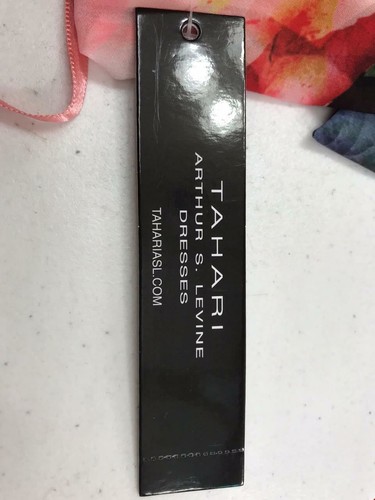 TAHARI
ARTHUR S. LEVINE
DRESSES
TAHARIASL.COM